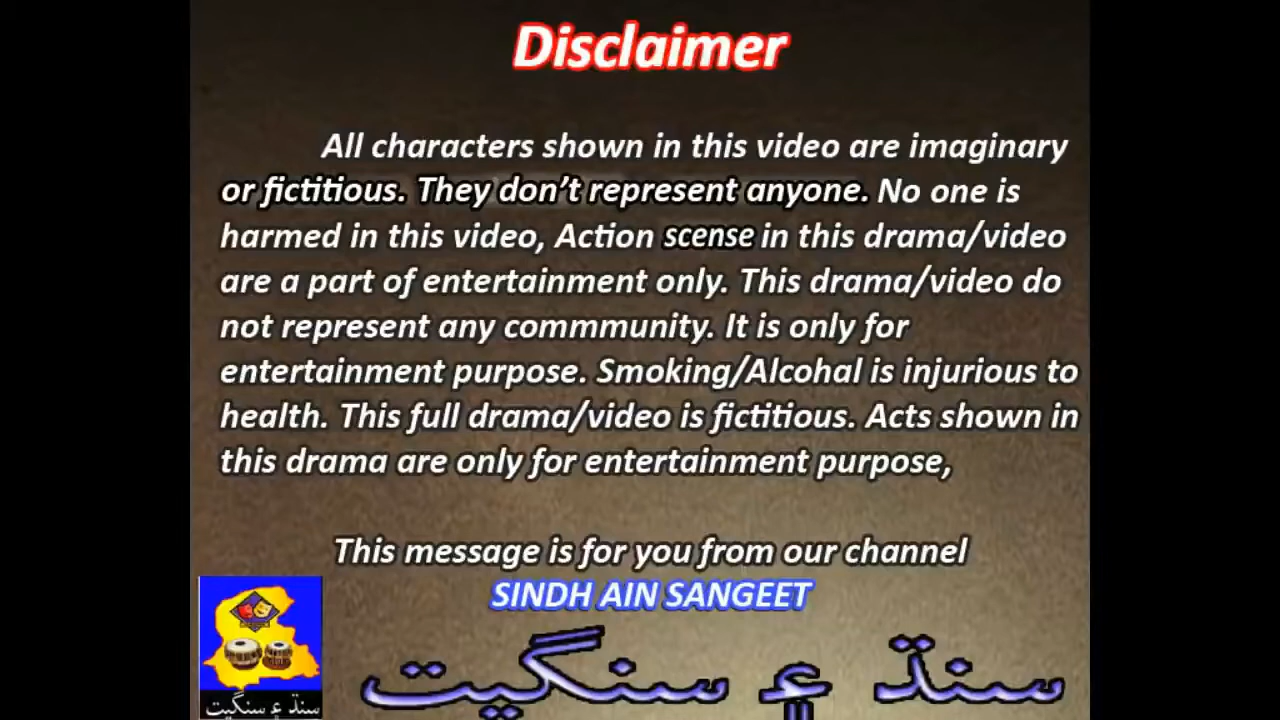 Disclaimer
All characters shown in this video are imaginary
or fictitious. They don't represent anyone. No one is
harmed in this video, Action scense in this drama/video
are a part of entertainment only. This drama/video do
not represent any commmunity. It is only for
entertainment purpose. Smoking/Alcohal is injurious to
health. This full drama/video is fictitious. Acts shown in
this drama are only for entertainment purpose,
This message is for you from our channel
SINDH AIN SANGEET
سنڌ ۽ سنگيت
سنڌ ۽ سنگيت